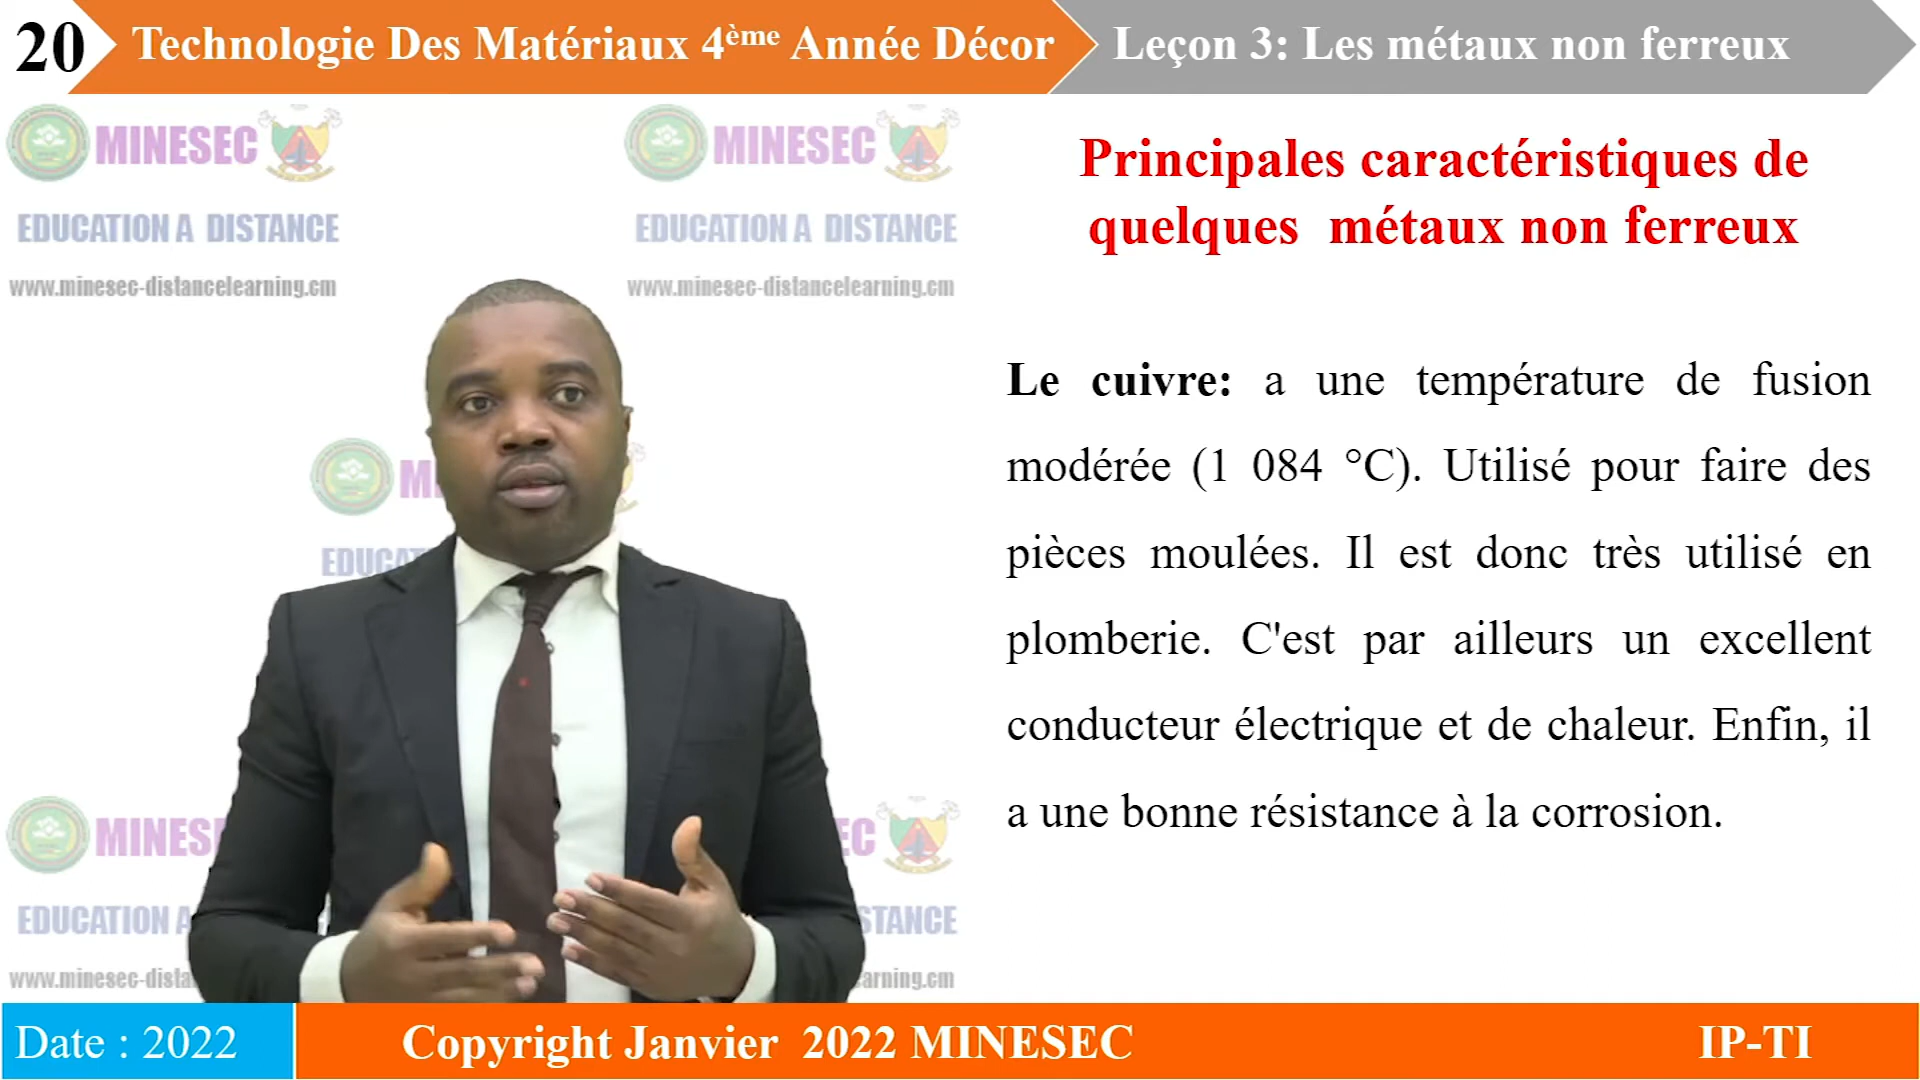 20
Technologie Des Matériaux 4ème Année Décor
Leçon 3: Les métaux non ferreux
MINESEC
MINESEC
EDUCATION A DISTANCE
EDUCATION A DISTANCE
www.minesec-distancelearning.cm
www.minesec-distancelearning.cm
Principales caractéristiques de
quelques métaux non ferreux
Le cuivre: a une température de fusion
modérée (1 084 °C). Utilisé pour faire des
pièces moulées. Il est donc très utilisé en
plomberie. C'est par ailleurs un excellent
conducteur électrique et de chaleur. Enfin, il
a une bonne résistance à la corrosion.
MINESEC
EDUCATION A DISTANCE
Date : 2022
Copyright Janvier 2022 MINESEC
IP-TI